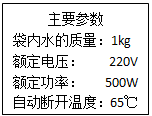 主要参数
袋内水的质量：1kg
额定电压： 220V
额定功率： 500W
自动断开温度：65℃